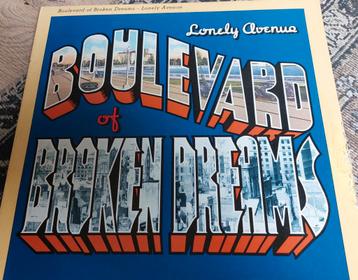 Boulevard of Broken Dreams - Lonely Avenue
Lonely Avenue
BOULEVARD
of
BROKEN DREAMS